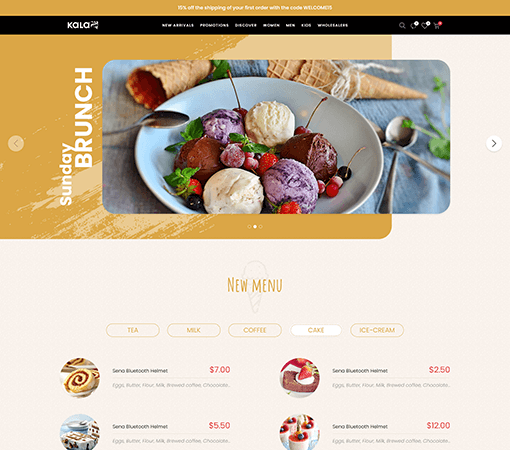 15% off the shipping of your first order with the code WELCOME15
KALA
NEW ARRIVALS PROMOTIONS DISCOVER WOMEN MEN KIDS WHOLESALERS
Sunday
BRUNCH
New menu
TEA MILK COFFEE CAKE ICE-CREAM
Sena Bluetooth Helmet $7.00
Eggs, Butter, Flour, Milk, Brewed coffee, Chocolate...
Sena Bluetooth Helmet $2.50
Eggs, Butter, Flour, Milk, Brewed coffee, Chocolate...
Sena Bluetooth Helmet $5.50
Eggs, Butter, Flour, Milk, Brewed coffee, Chocolate...
Sena Bluetooth Helmet $12.00
Eggs, Butter, Flour, Milk, Brewed coffee, Chocolate...